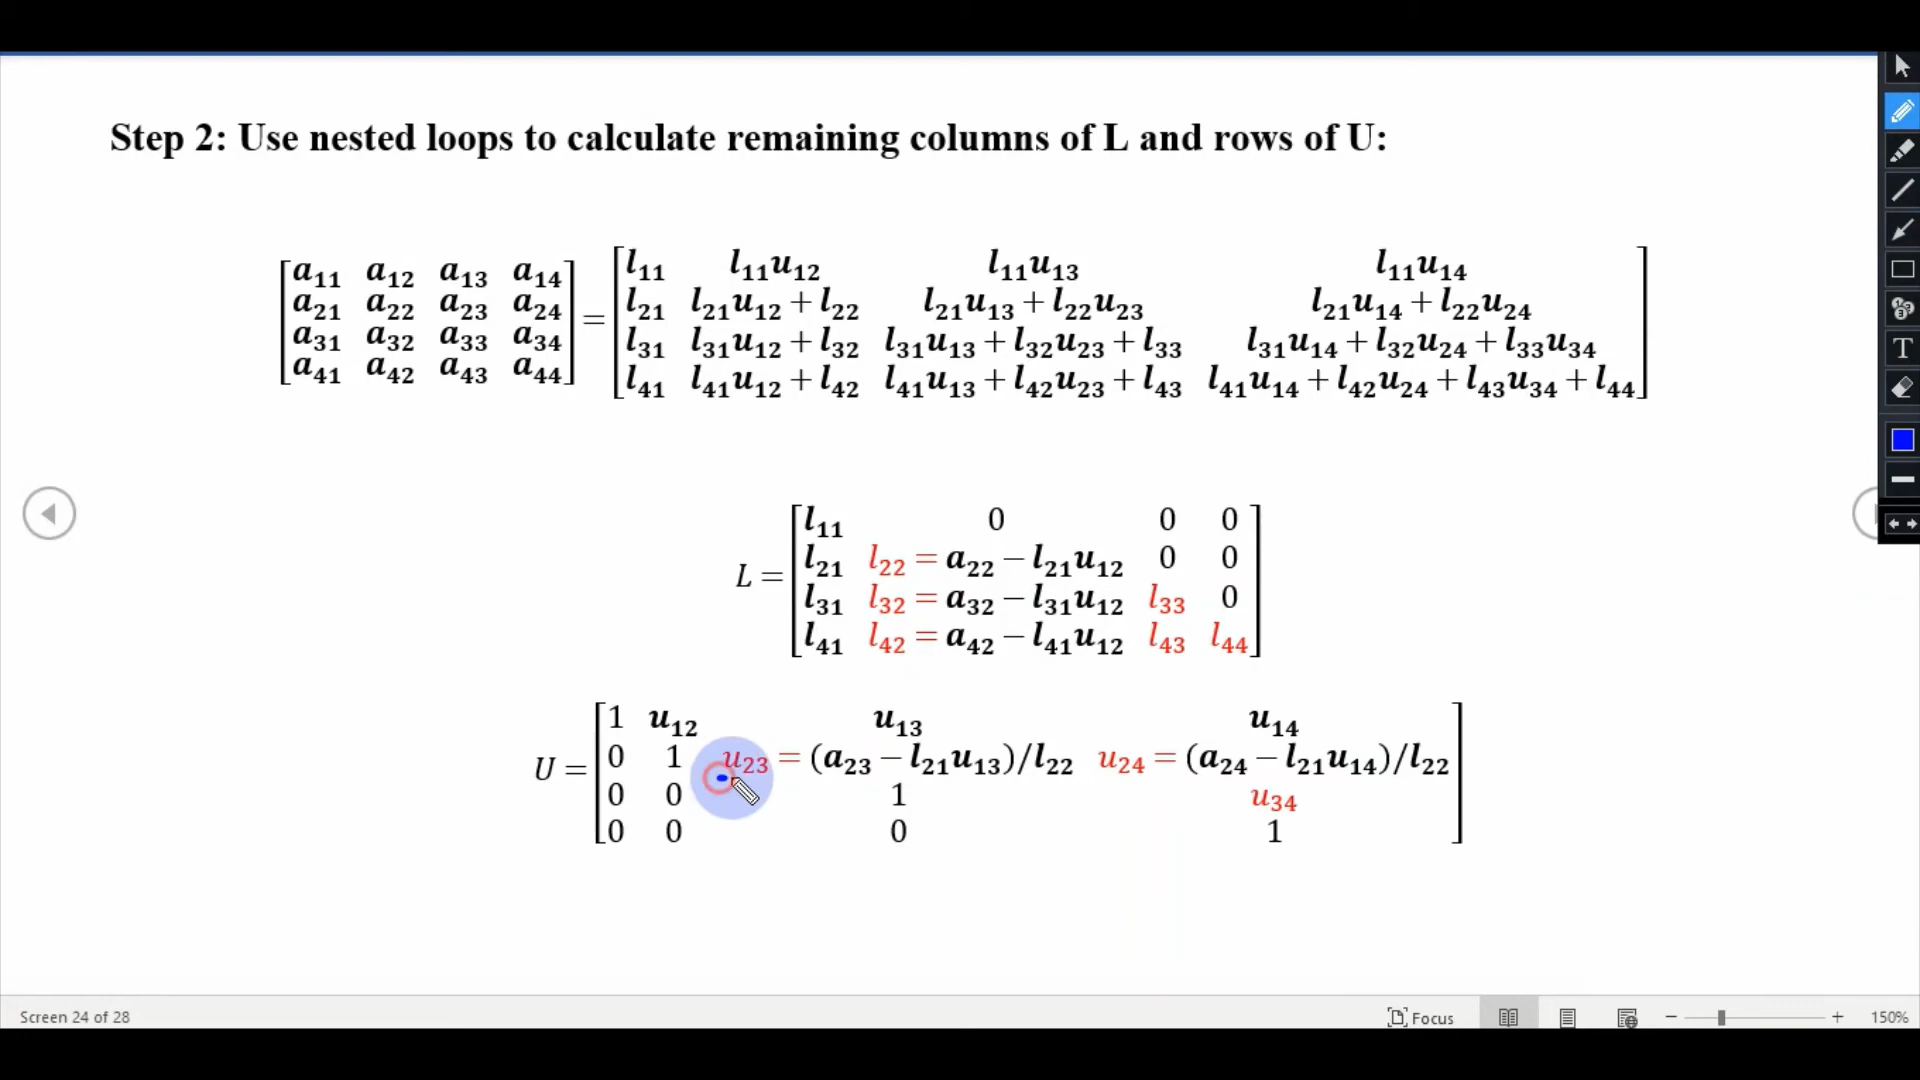 Step 2: Use nested loops to calculate remaining columns of L and rows of U:
[a₁₁ a₁₂ a₁₃ a₁₄] = [l₁₁ l₁₁u₁₂ l₁₁u₁₃ l₁₁u₁₄]
[a₂₁ a₂₂ a₂₃ a₂₄] [l₂₁ l₂₁u₁₂ + l₂₂ l₂₁u₁₃ + l₂₂u₂₃ l₂₁u₁₄ + l₂₂u₂₄]
[a₃₁ a₃₂ a₃₃ a₃₄] [l₃₁ l₃₁u₁₂ + l₃₂ l₃₁u₁₃ + l₃₂u₂₃ + l₃₃ l₃₁u₁₄ + l₃₂u₂₄ + l₃₃u₃₄]
[a₄₁ a₄₂ a₄₃ a₄₄] [l₄₁ l₄₁u₁₂ + l₄₂ l₄₁u₁₃ + l₄₂u₂₃ + l₄₃ l₄₁u₁₄ + l₄₂u₂₄ + l₄₃u₃₄ + l₄₄]
L = [l₁₁ 0 0 0]
[l₂₁ l₂₂ = a₂₂ − l₂₁u₁₂ 0 0]
[l₃₁ l₃₂ = a₃₂ − l₃₁u₁₂ l₃₃ 0]
[l₄₁ l₄₂ = a₄₂ − l₄₁u₁₂ l₄₃ l₄₄]
U = [1 u₁₂ u₁₃ u₁₄]
[0 1 u₂₃ = (a₂₃ − l₂₁u₁₃)/l₂₂ u₂₄ = (a₂₄ − l₂₁u₁₄)/l₂₂]
[0 0 1 u₃₄]
[0 0 0 1]
T
Screen 24 of 28
Focus
150%